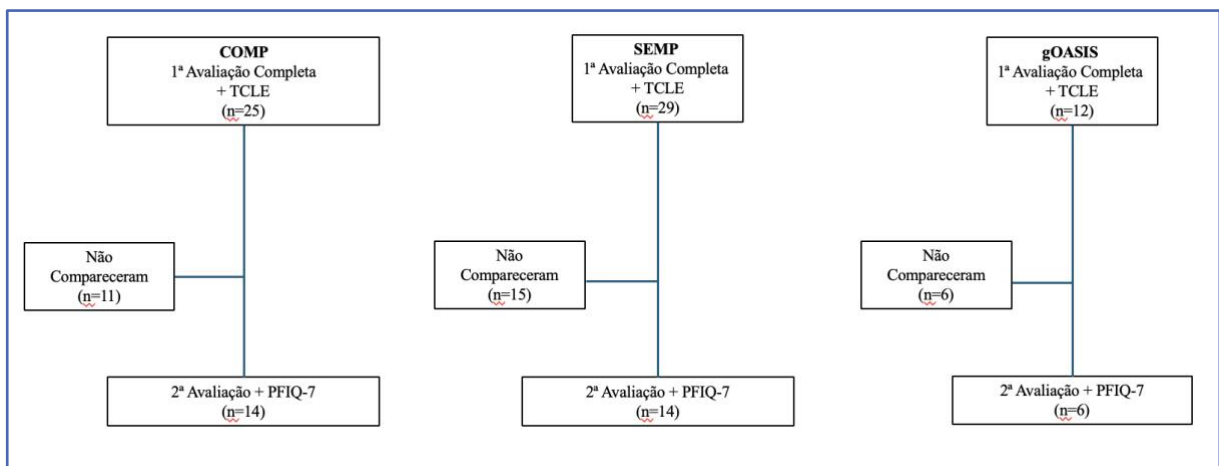 COMP
1ª Avaliação Completa
+ TCLE
(n=25)
Não
Compareceram
(n=11)
2ª Avaliação + PFIQ-7
(n=14)
SEMP
1ª Avaliação Completa
+ TCLE
(n=29)
Não
Compareceram
(n=15)
2ª Avaliação + PFIQ-7
(n=14)
gOASIS
1ª Avaliação Completa
+ TCLE
(n=12)
Não
Compareceram
(n=6)
2ª Avaliação + PFIQ-7
(n=6)